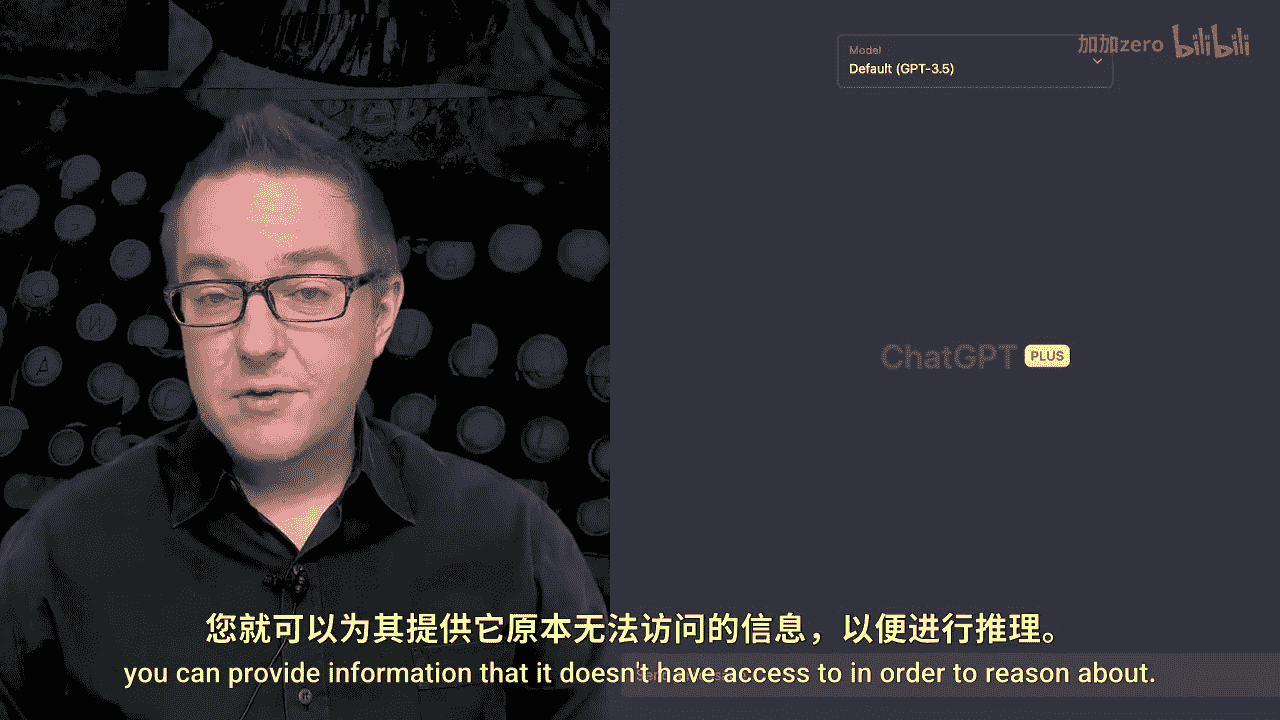 加加zero bilibili
Model
Default (GPT-3.5)
ChatGPT PLUS
您就可以为其提供它原本无法访问的信息，以便进行推理。
you can provide information that it doesn't have access to in order to reason about.